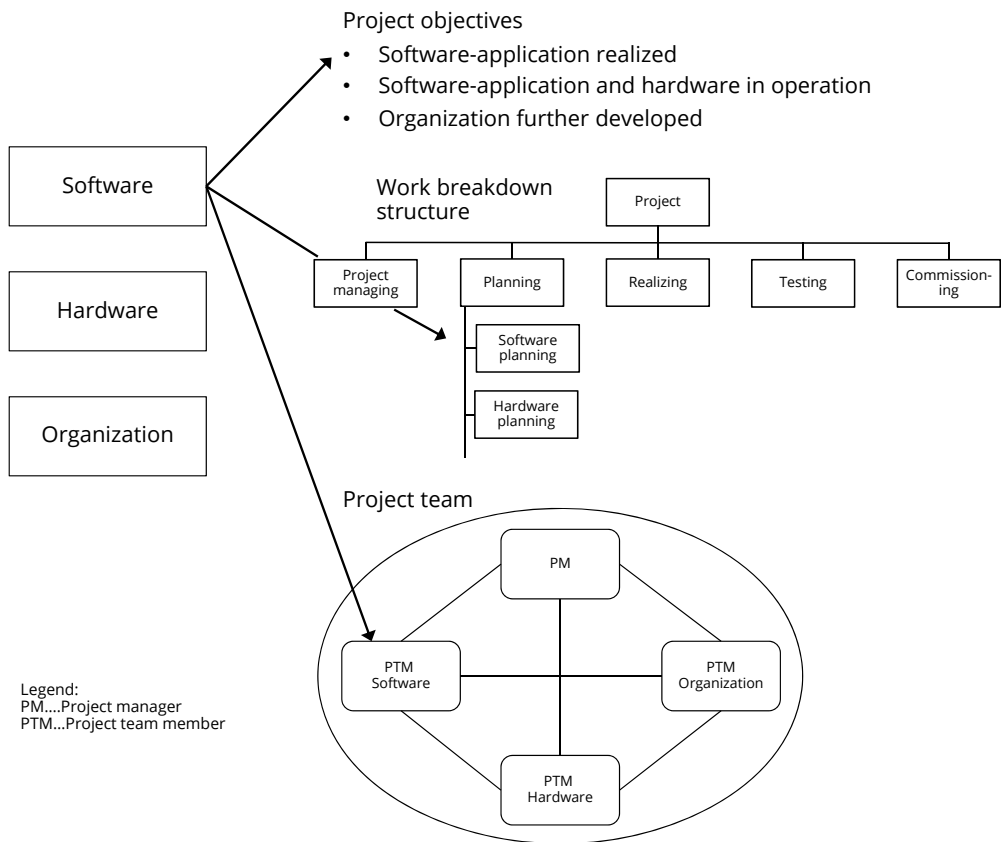 Project objectives
• Software-application realized
• Software-application and hardware in operation
• Organization further developed
Software
Hardware
Organization
Work breakdown
structure
Project
Project
managing
Planning
Realizing
Testing
Commission-
ing
Software
planning
Hardware
planning
Project team
PM
PTM
Software
PTM
Organization
PTM
Hardware
Legend:
PM....Project manager
PTM...Project team member